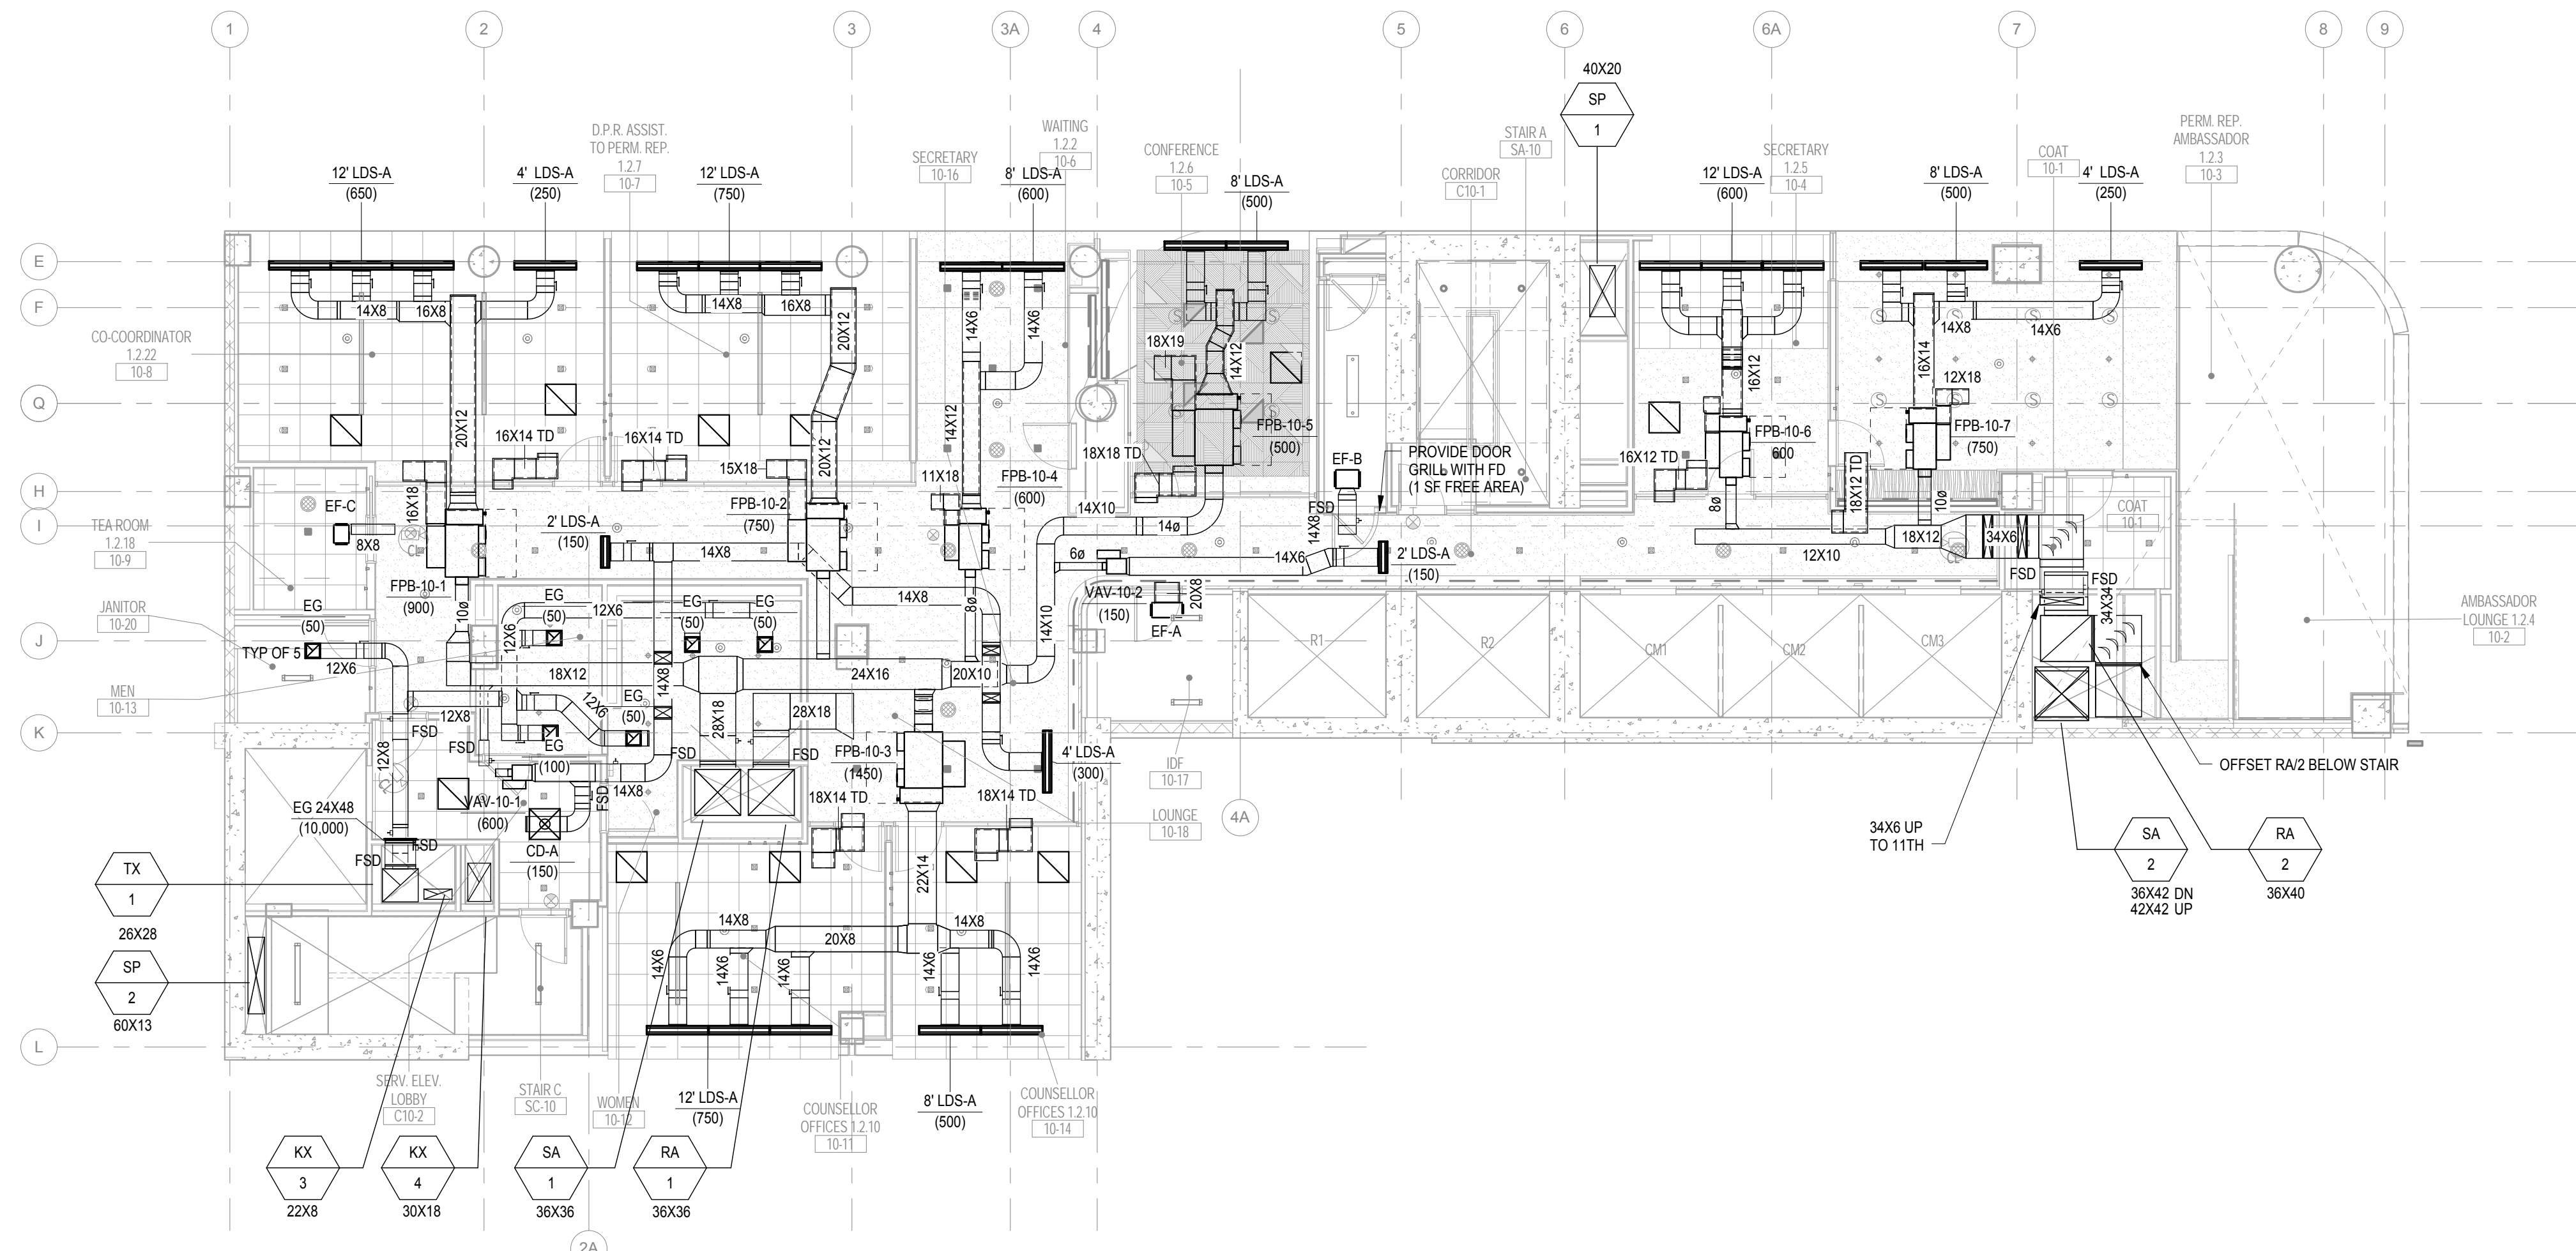 1
2
3
3A
4
5
6
6A
7
8
9
40X20
SP
1
D.P.R. ASSIST.
TO PERM. REP.
1.2.7
10-7
SECRETARY
10-16
WAITING
1.2.2
10-6
CONFERENCE
1.2.6
10-5
STAIR A
SA-10
CORRIDOR
C10-1
SECRETARY
1.2.5
10-4
COAT
10-1
PERM. REP.
AMBASSADOR
1.2.3
10-3
12' LDS-A
(650)
4' LDS-A
(250)
12' LDS-A
(750)
8' LDS-A
(600)
8' LDS-A
(500)
12' LDS-A
(600)
8' LDS-A
(500)
4' LDS-A
(250)
E
F
Q
H
I
J
K
L
14X8
16X8
14X8
16X8
20X12
14X6
14X6
18X19
14X12
S
S
S
S
16X12
16X14
14X8
14X6
12X18
S
S
S
S
S
S
S
S
CO-COORDINATOR
1.2.22
10-8
20X12
16X14 TD
16X14 TD
20X12
15X18
14X12
11X18
FPB-10-4
(600)
18X18 TD
FPB-10-5
(500)
EF-B
PROVIDE DOOR
GRILL WITH FD
(1 SF FREE AREA)
FPB-10-6
600
16X12 TD
FPB-10-7
(750)
18X12 TD
EF-C
16X18
8X8
CL
TEA ROOM
1.2.18
10-9
FPB-10-1
(900)
10ø
2' LDS-A
(150)
14X8
FPB-10-2
(750)
14X10
14ø
6ø
FSD
14X8
14X6
2' LDS-A
(150)
8ø
10ø
12X10
18X12
34X6
CL
COAT
10-1
FSD
FSD
34X34
JANITOR
10-20
EG
(50)
TYP OF 5
12X6
EG
(50)
12X6
12X6
EG
(50)
EG
(50)
14X8
8ø
14X10
VAV-10-2
(150)
20X8
EF-A
R1
R2
CM1
CM2
CM3
AMBASSADOR
LOUNGE 1.2.4
10-2
MEN
10-13
18X12
14X8
24X16
20X10
12X8
12X6
EG
(50)
28X18
28X18
FSD
FSD
12X8
FSD
FSD
EG
(100)
VAV-10-1
(600)
14X8
FSD
FPB-10-3
(1450)
4' LDS-A
(300)
IDF
10-17
LOUNGE
10-18
4A
EG 24X48
(10,000)
FSD
FSD
CD-A
(150)
18X14 TD
18X14 TD
22X14
34X6 UP
TO 11TH
OFFSET RA/2 BELOW STAIR
SA
2
36X42 DN
42X42 UP
RA
2
36X40
TX
1
26X28
SP
2
60X13
14X8
20X8
14X8
14X6
14X6
14X6
14X6
14X6
SERV. ELEV.
LOBBY
C10-2
STAIR C
SC-10
WOMEN
10-12
12' LDS-A
(750)
COUNSELLOR
OFFICES 1.2.10
10-11
8' LDS-A
(500)
COUNSELLOR
OFFICES 1.2.10
10-14
KX
3
22X8
KX
4
30X18
SA
1
36X36
RA
1
36X36
2A